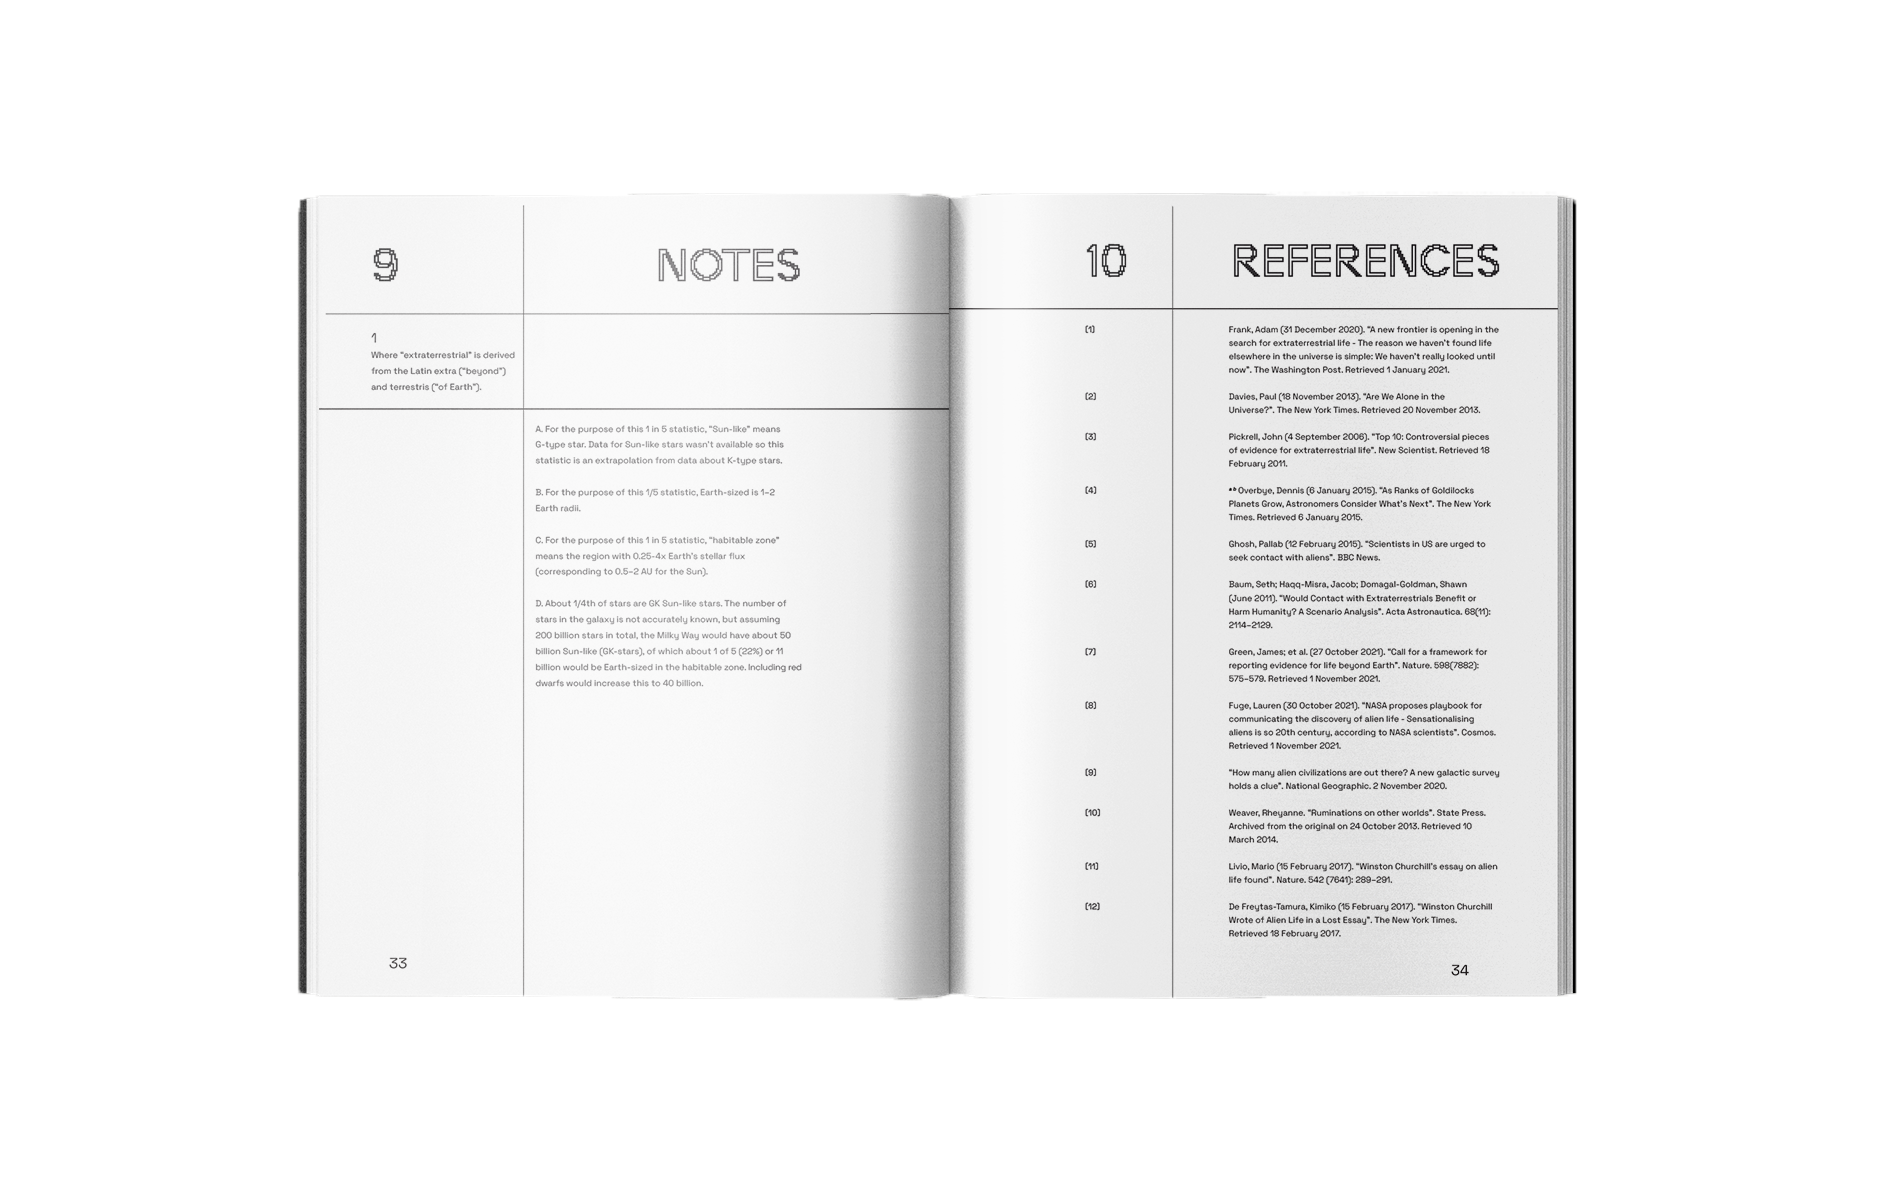 9
NOTES
1
Where "extraterrestrial" is derived
from the Latin extra ("beyond")
and terrestris ("of Earth").
A. For the purpose of this 1 in 5 statistic, "Sun-like" means
G-type star. Data for Sun-like stars wasn't available so this
statistic is an extrapolation from data about K-type stars.
B. For the purpose of this 1/5 statistic, Earth-sized is 1–2
Earth radii.
C. For the purpose of this 1 in 5 statistic, "habitable zone"
means the region with 0.25-4x Earth's stellar flux
(corresponding to 0.5–2 AU for the Sun).
D. About 1/4th of stars are GK Sun-like stars. The number of
stars in the galaxy is not accurately known, but assuming
200 billion stars in total, the Milky Way would have about 50
billion Sun-like (GK-stars), of which about 1 of 5 (22%) or 11
billion would be Earth-sized in the habitable zone. Including red
dwarfs would increase this to 40 billion.
33
10
REFERENCES
[1]
Frank, Adam (31 December 2020). "A new frontier is opening in the
search for extraterrestrial life - The reason we haven't found life
elsewhere in the universe is simple: We haven't really looked until
now". The Washington Post. Retrieved 1 January 2021.
[2]
Davies, Paul (18 November 2013). "Are We Alone in the
Universe?". The New York Times. Retrieved 20 November 2013.
[3]
Pickrell, John (4 September 2006). "Top 10: Controversial pieces
of evidence for extraterrestrial life". New Scientist. Retrieved 18
February 2011.
[4]
a b Overbye, Dennis (6 January 2015). "As Ranks of Goldilocks
Planets Grow, Astronomers Consider What's Next". The New York
Times. Retrieved 6 January 2015.
[5]
Ghosh, Pallab (12 February 2015). "Scientists in US are urged to
seek contact with aliens". BBC News.
[6]
Baum, Seth; Haqq-Misra, Jacob; Domagal-Goldman, Shawn
(June 2011). "Would Contact with Extraterrestrials Benefit or
Harm Humanity? A Scenario Analysis". Acta Astronautica. 68(11):
2114–2129.
[7]
Green, James; et al. (27 October 2021). "Call for a framework for
reporting evidence for life beyond Earth". Nature. 598(7882):
575–579. Retrieved 1 November 2021.
[8]
Fuge, Lauren (30 October 2021). "NASA proposes playbook for
communicating the discovery of alien life - Sensationalising
aliens is so 20th century, according to NASA scientists". Cosmos.
Retrieved 1 November 2021.
[9]
"How many alien civilizations are out there? A new galactic survey
holds a clue". National Geographic. 2 November 2020.
[10]
Weaver, Rheyanne. "Ruminations on other worlds". State Press.
Archived from the original on 24 October 2013. Retrieved 10
March 2014.
[11]
Livio, Mario (15 February 2017). "Winston Churchill's essay on alien
life found". Nature. 542 (7641): 289–291.
[12]
De Freytas-Tamura, Kimiko (15 February 2017). "Winston Churchill
Wrote of Alien Life in a Lost Essay". The New York Times.
Retrieved 18 February 2017.
34